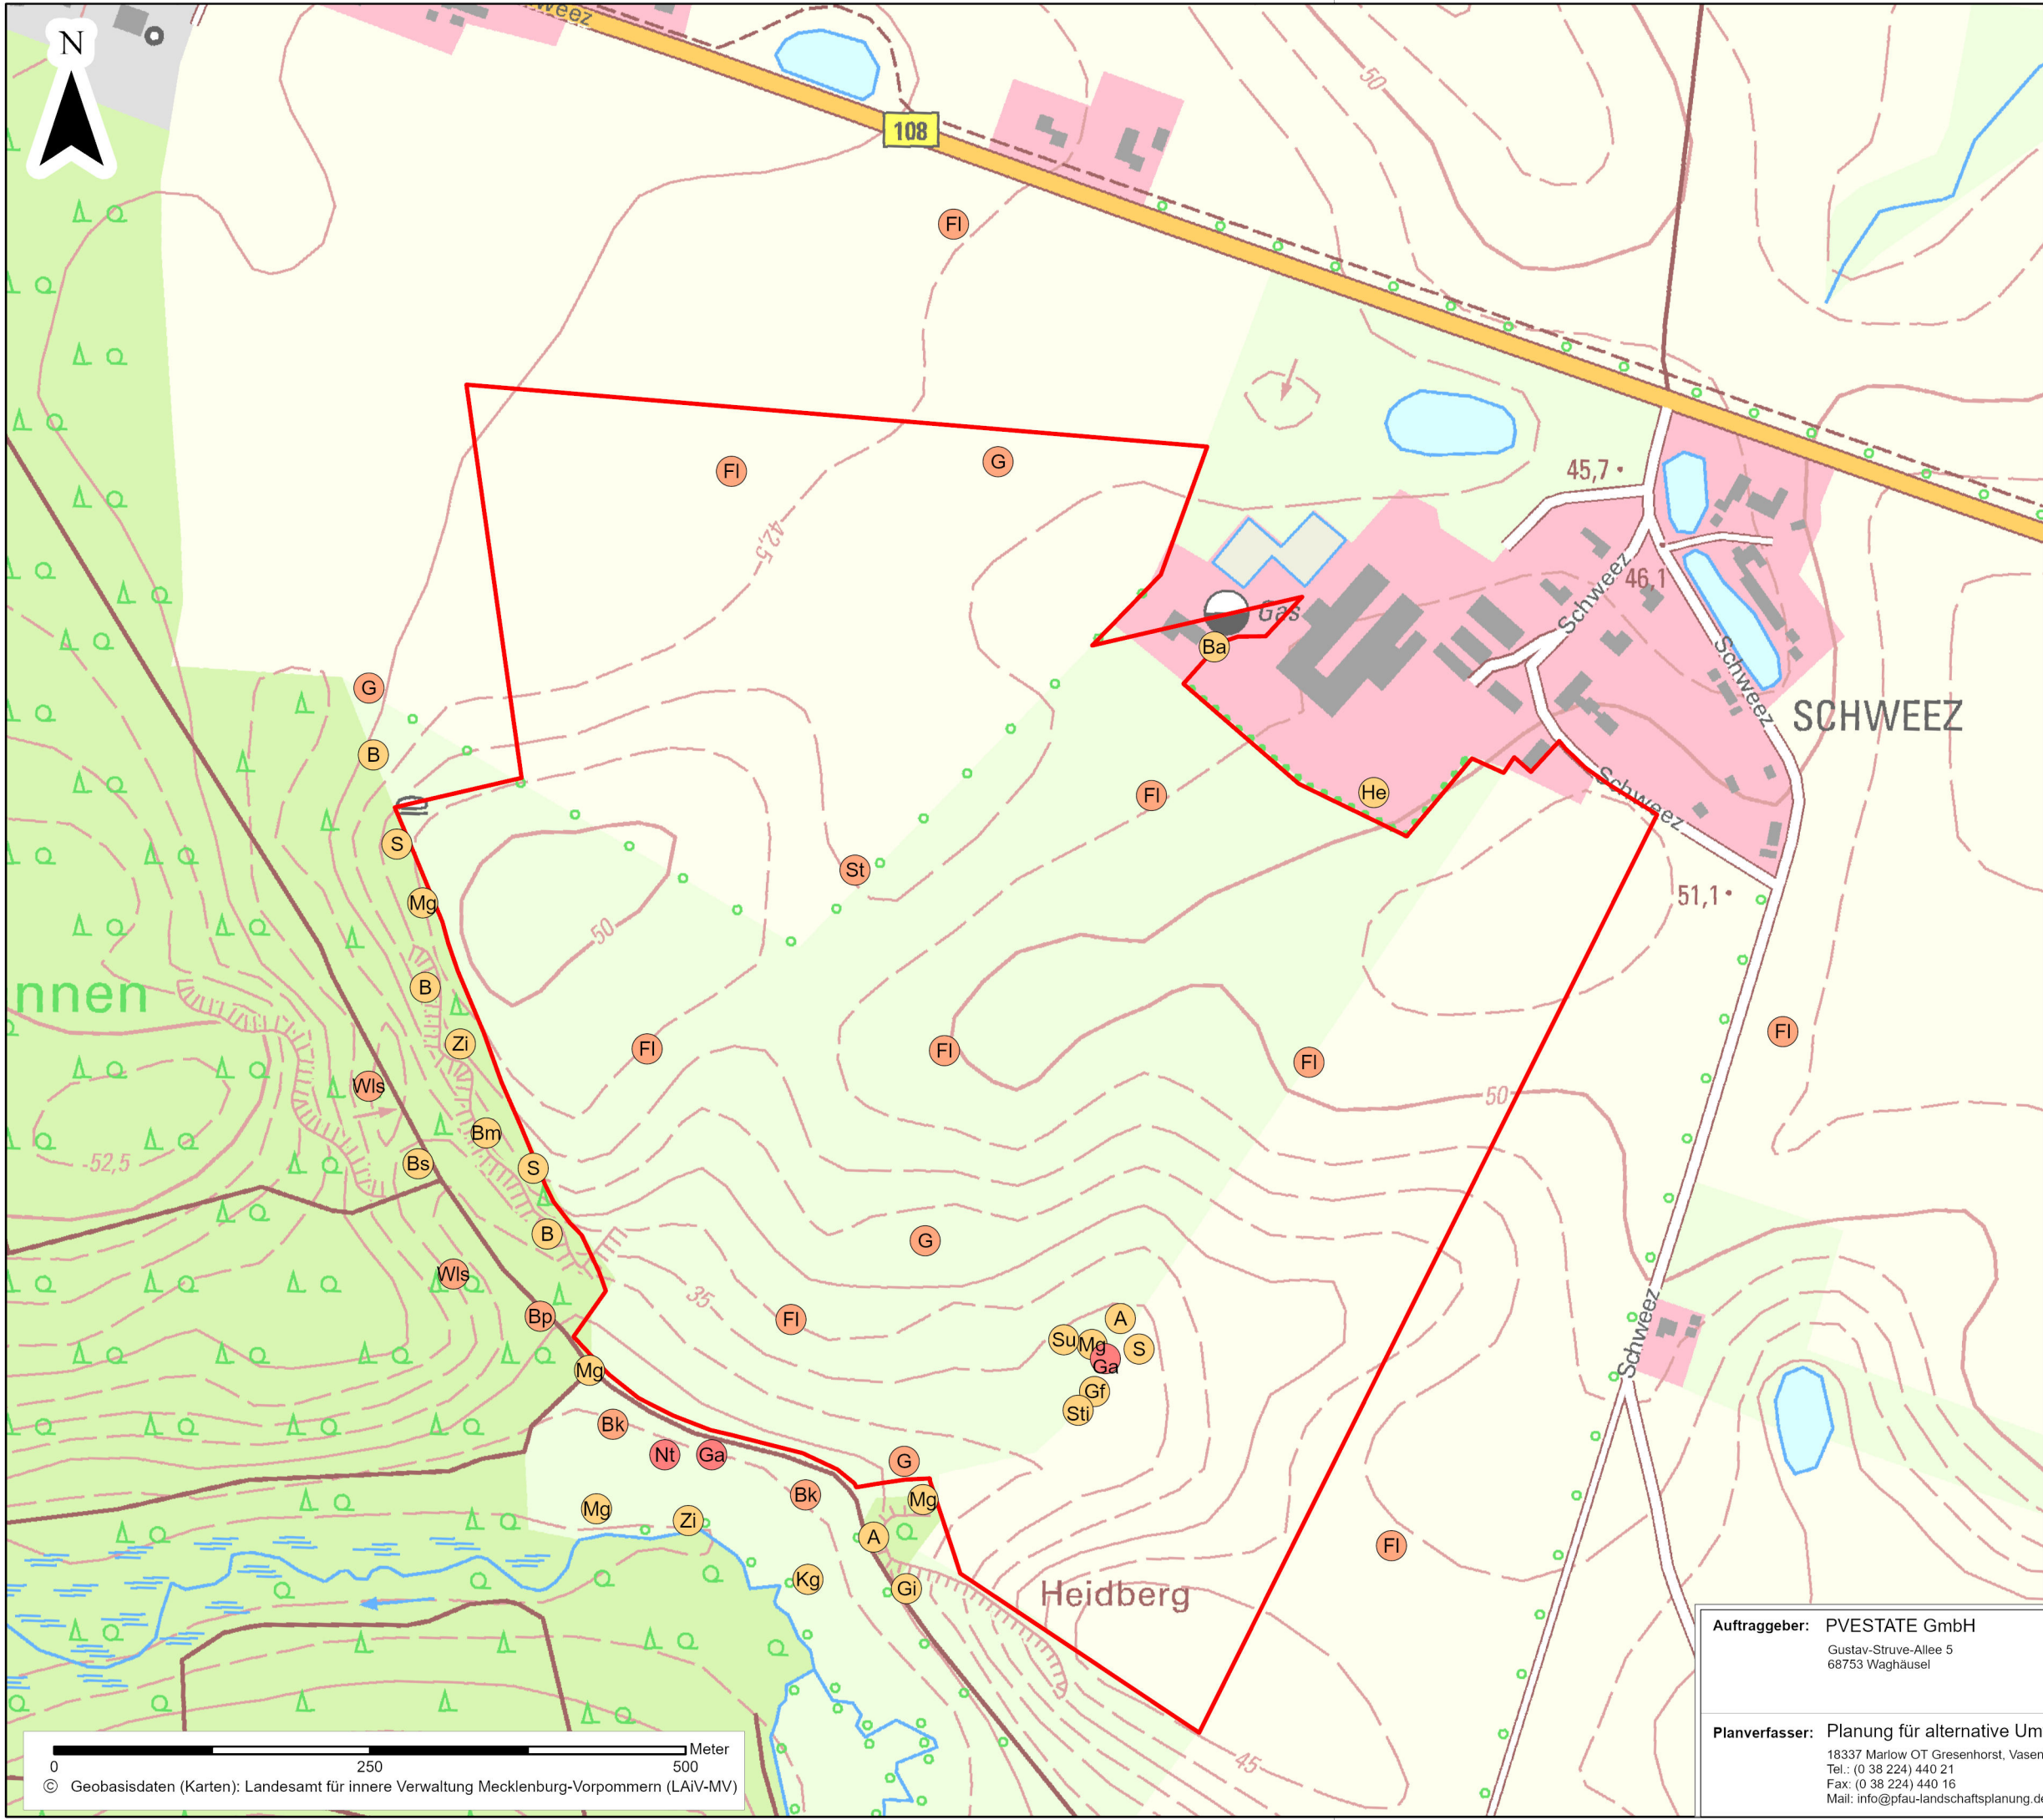 weez
N
108
50
Fl
Fl
G
45,7
42,5
46,1
Gas
Schweez
Ba
Schweez
SCHWEEZ
G
B
Fl
He
Schweez
S
St
51,1
Mg
50
nnen
B
Zi
Fl
Fl
Fl
Fl
Wls
50
Bm
-52,5
Bs
S
B
G
Wls
35
Bp
Fl
A
Su
Mg
S
Ga
Schweez
Mg
Gf
Sti
Bk
Nt
Ga
G
Bk
Mg
Mg
Zi
A
Fl
Kg
Gi
Heidberg
45
Auftraggeber: PVESTATE GmbH
Gustav-Struve-Allee 5
68753 Waghäusel
Planverfasser: Planung für alternative Um
18337 Marlow OT Gresenhorst, Vasen
Tel.: (0 38 224) 440 21
Fax: (0 38 224) 440 16
Mail: info@pfau-landschaftsplanung.de
Meter
0 250 500
© Geobasisdaten (Karten): Landesamt für innere Verwaltung Mecklenburg-Vorpommern (LAiV-MV)